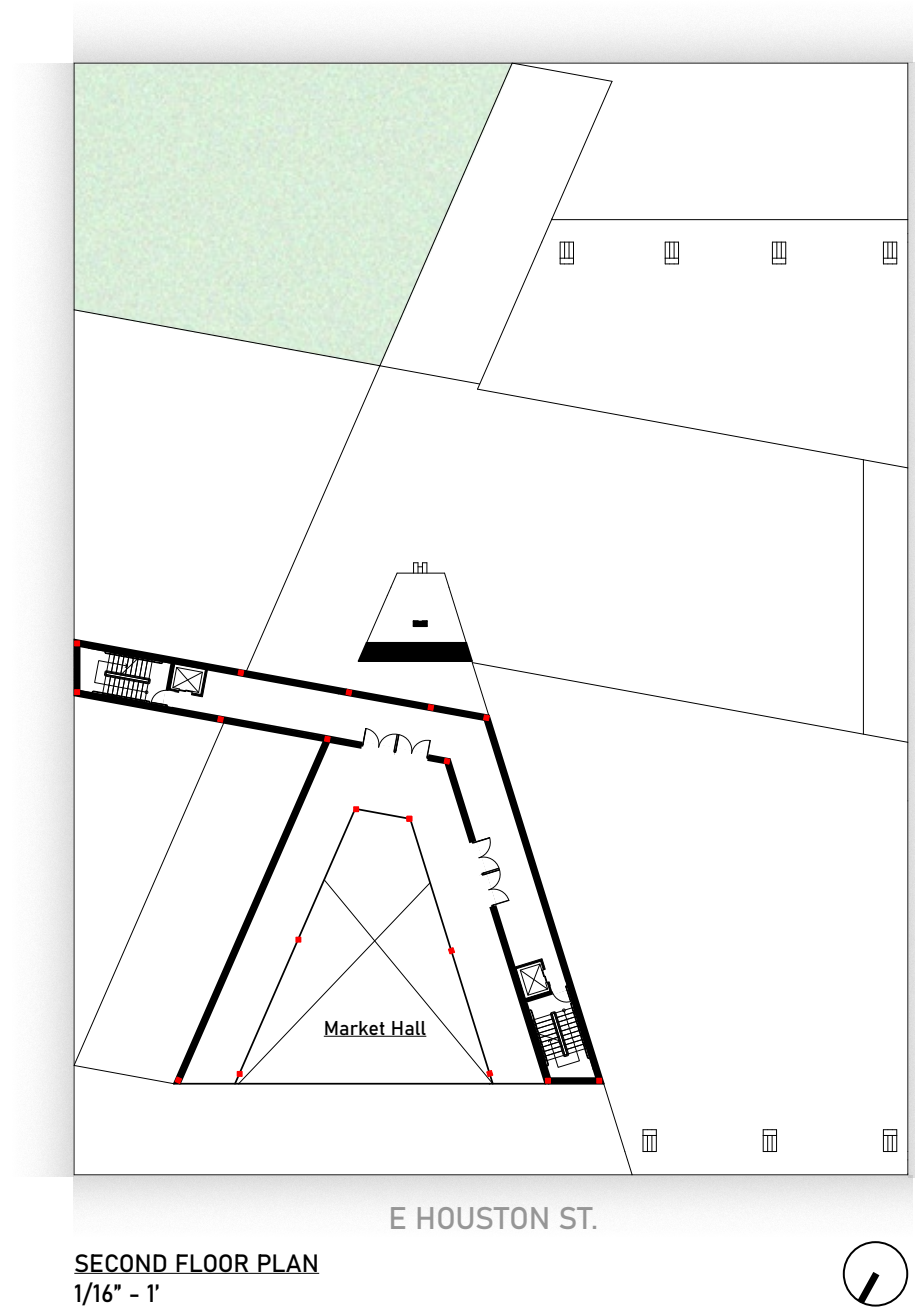 Market Hall
E HOUSTON ST.
SECOND FLOOR PLAN
1/16” - 1’